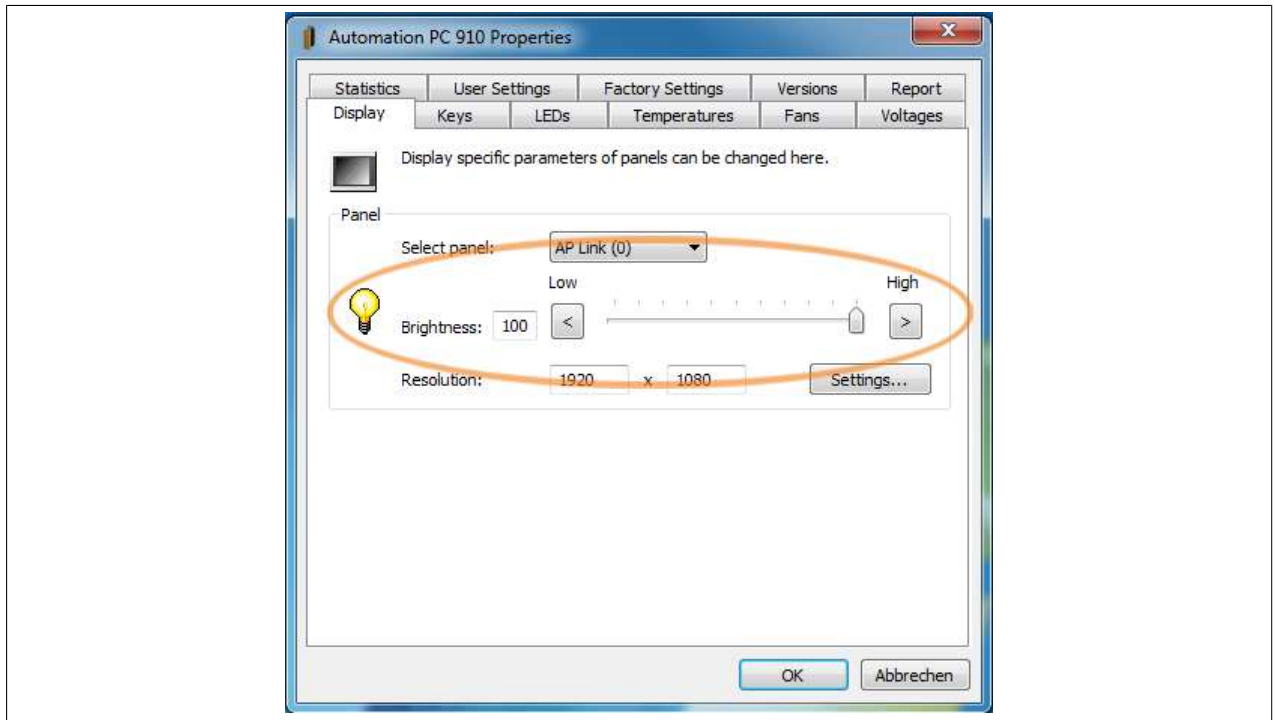 Automation PC 910 Properties
Statistics User Settings Factory Settings Versions Report
Display Keys LEDs Temperatures Fans Voltages
Display specific parameters of panels can be changed here.
Panel
Select panel: AP Link (0)
Low High
Brightness: 100 < >
Resolution: 1920 x 1080 Settings...
OK Abbrechen